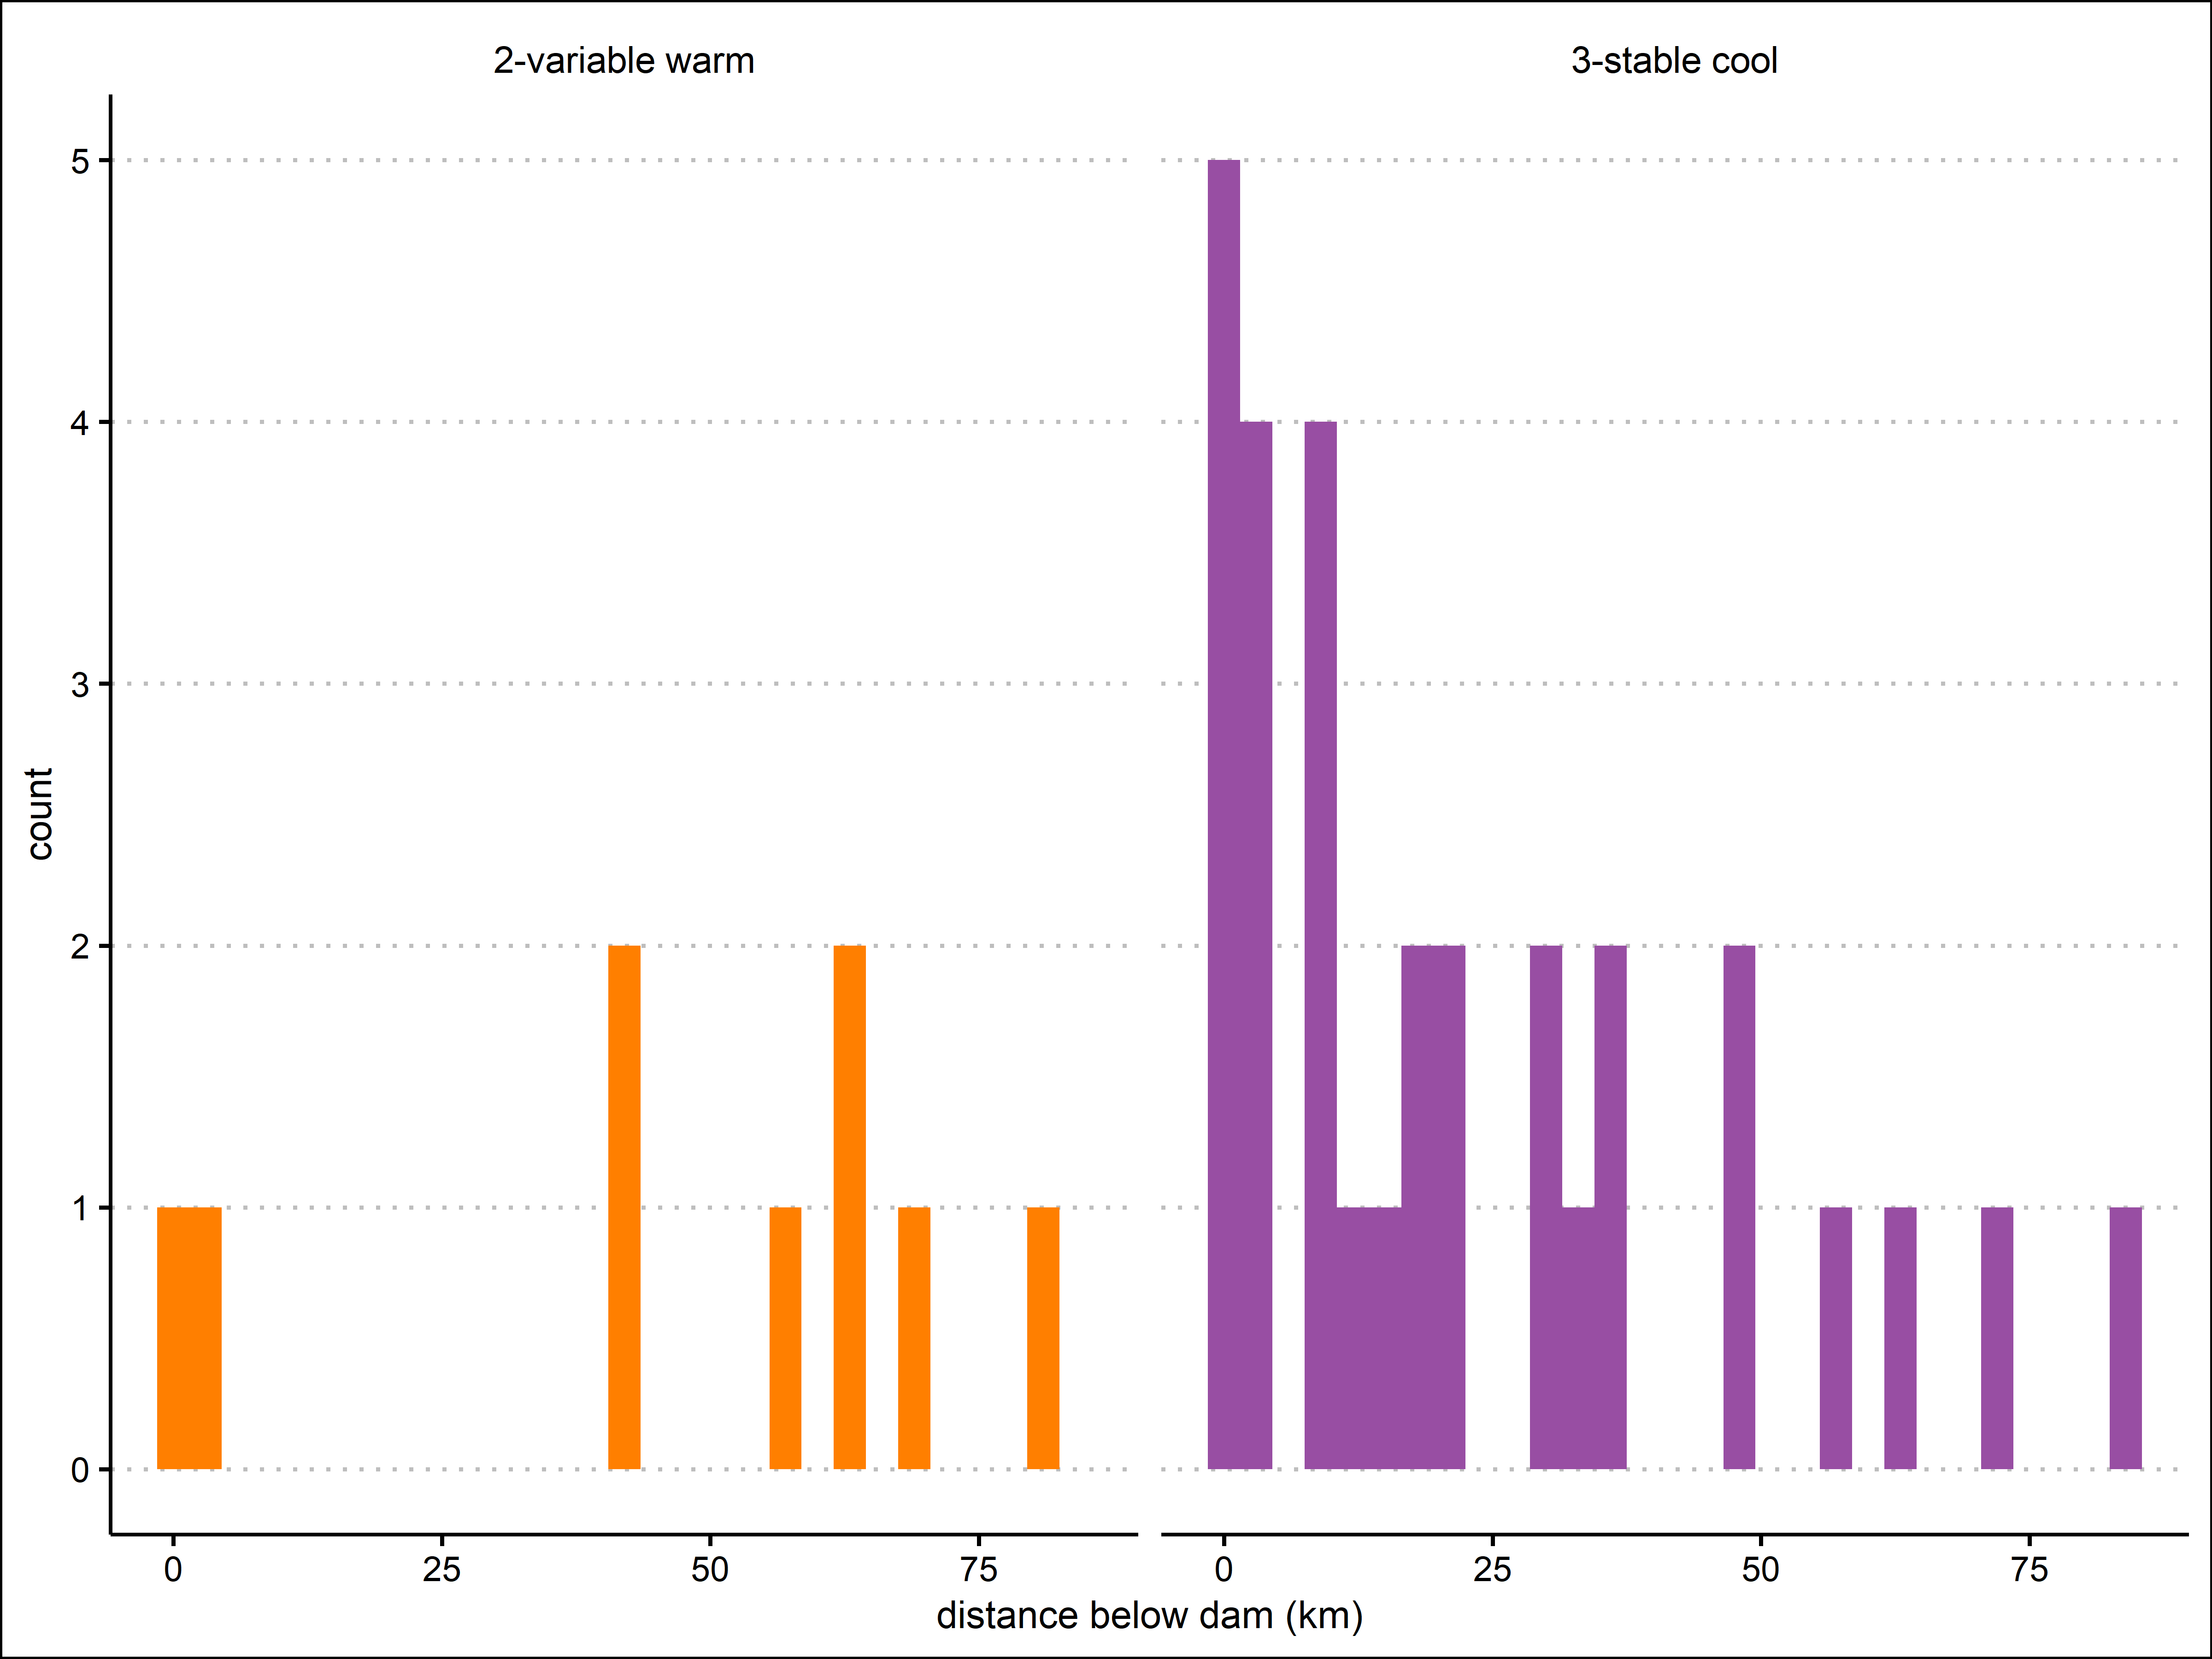 2-variable warm
3-stable cool
5
4
3
2
1
0
count
0 25 50 75
0 25 50 75
distance below dam (km)